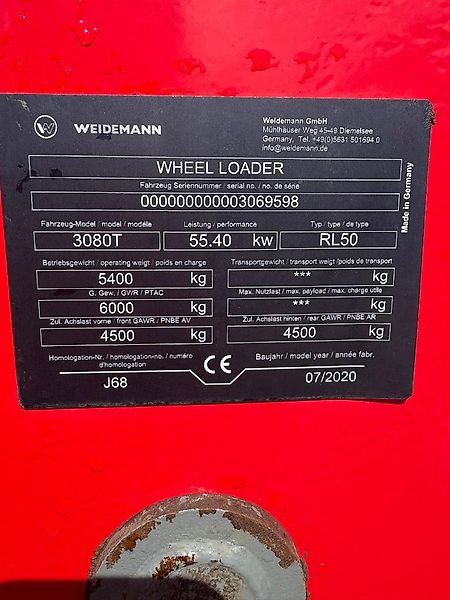 W WEIDEMANN
Weidemann GmbH
Mühlhäuser Weg 45-49 Diemelsee
Germany, Tel. +49(0)5631 501694 0
info@weidemann.de
WHEEL LOADER
Fahrzeug Seriennummer / serial no. / no. de série
000000000003069598
Made in Germany
Fahrzeug-Model / model / modéle
Leistung / performance
Typ / type / de type
3080T
55.40 kw
RL50
Betriebsgewicht / operating weigt / poids en charge
Transportgewicht / transport weigt /poids de transport
5400 kg
*** kg
G. Gew. / GV/R / PTAC
Max. Nutzlast / max. payload / max. charge utile
6000 kg
*** kg
Zul. Achslast vorne / front GAWR / PNBE AV
Zul. Achslast hinten / rear GAWR / PNBE AR
4500 kg
4500 kg
Homologation-Nr. / homologation-no. / numéro d'homologation
CE
Baujahr / model year / année fabr.
J68
07/2020